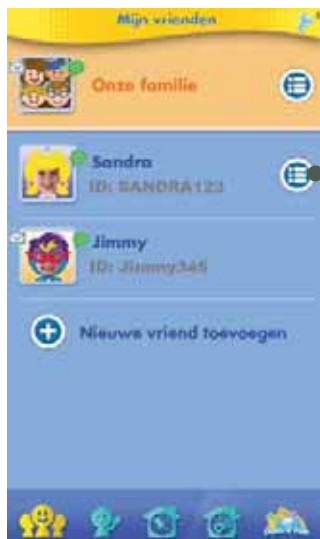 Mijn vrienden
Onze familie
Sandra
ID: SANDRA123
Jimmy
ID: Jimmy345
Nieuwe vriend toevoegen